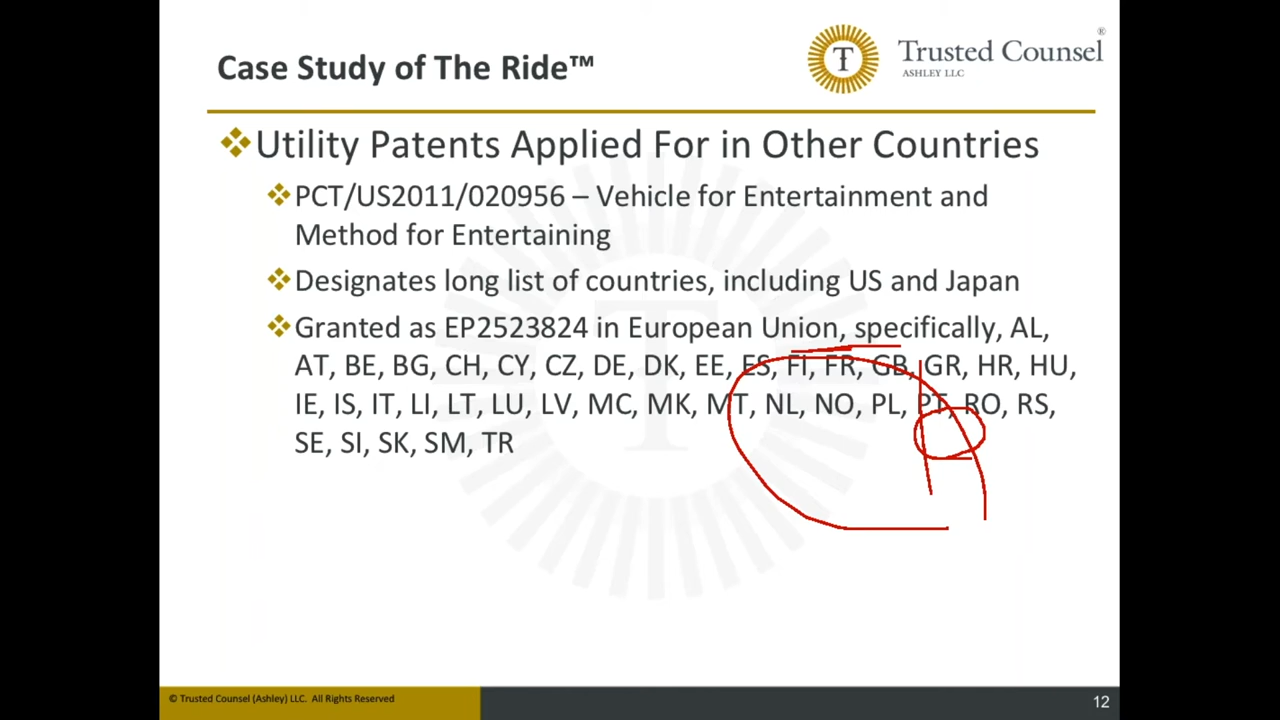 Case Study of The Ride™
T
Trusted Counsel®
ASHLEY LLC
❖Utility Patents Applied For in Other Countries
❖PCT/US2011/020956 – Vehicle for Entertainment and
Method for Entertaining
❖Designates long list of countries, including US and Japan
❖Granted as EP2523824 in European Union, specifically, AL,
AT, BE, BG, CH, CY, CZ, DE, DK, EE, ES, FI, FR, GB, GR, HR, HU,
IE, IS, IT, LI, LT, LU, LV, MC, MK, MT, NL, NO, PL, PT, RO, RS,
SE, SI, SK, SM, TR
© Trusted Counsel (Ashley) LLC. All Rights Reserved
12